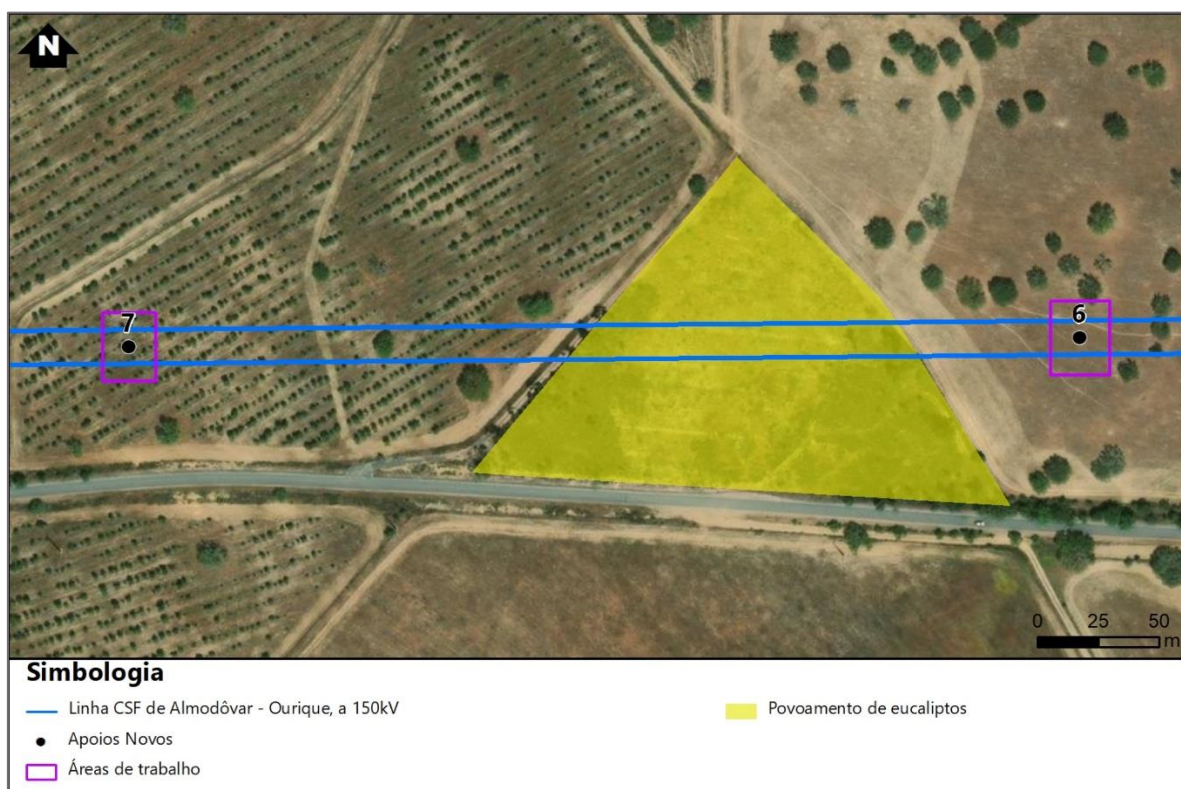 N
7
6
0 25 50
m
Simbologia
Linha CSF de Almodôvar - Ourique, a 150kV
Povoamento de eucaliptos
Apoios Novos
Áreas de trabalho